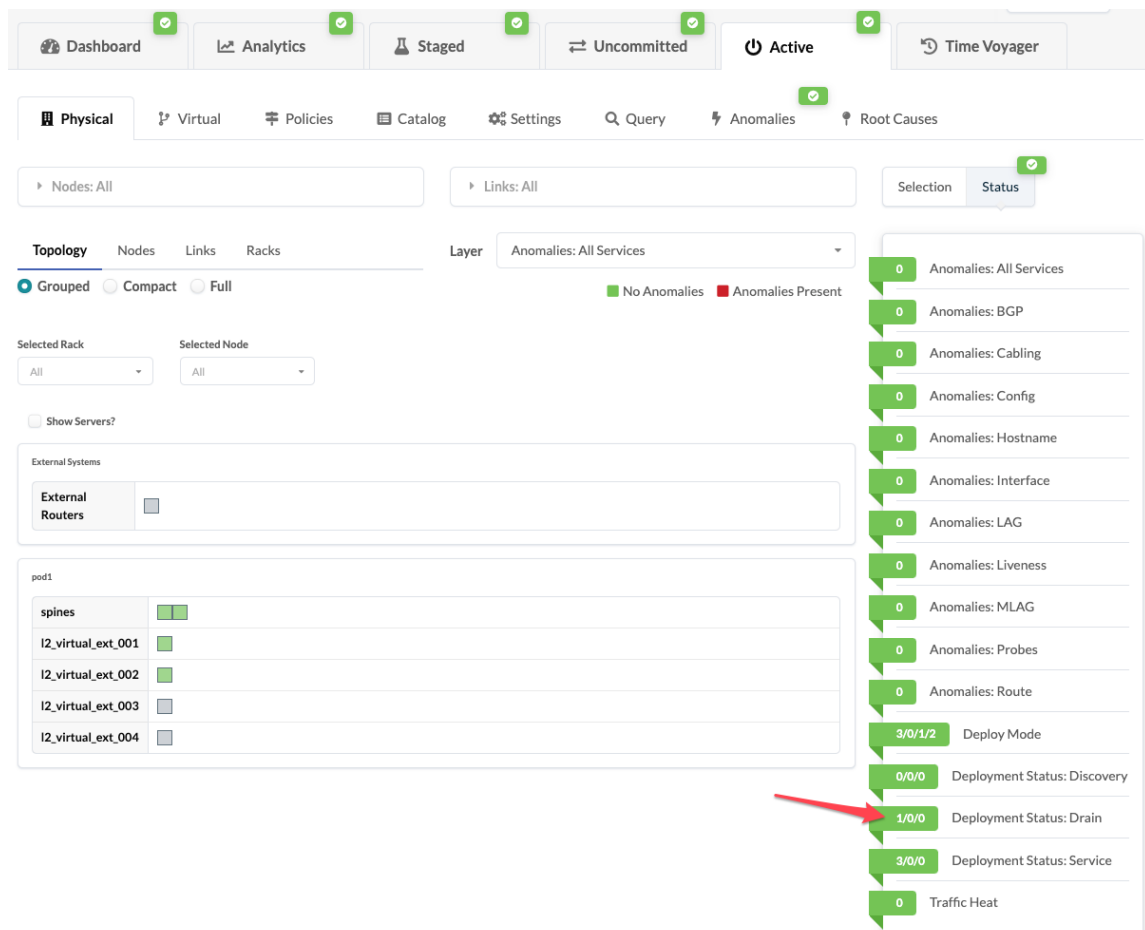 Dashboard Analytics Staged Uncommitted Active Time Voyager
Physical Virtual Policies Catalog Settings Query Anomalies Root Causes
Nodes: All Links: All Selection Status
Topology Nodes Links Racks Layer Anomalies: All Services
Grouped Compact Full
No Anomalies Anomalies Present
Selected Rack Selected Node
All All
Show Servers?
External Systems
External
Routers
pod1
spines
l2_virtual_ext_001
l2_virtual_ext_002
l2_virtual_ext_003
l2_virtual_ext_004
0 Anomalies: All Services
0 Anomalies: BGP
0 Anomalies: Cabling
0 Anomalies: Config
0 Anomalies: Hostname
0 Anomalies: Interface
0 Anomalies: LAG
0 Anomalies: Liveness
0 Anomalies: MLAG
0 Anomalies: Probes
0 Anomalies: Route
3/0/1/2 Deploy Mode
0/0/0 Deployment Status: Discovery
1/0/0 Deployment Status: Drain
3/0/0 Deployment Status: Service
0 Traffic Heat